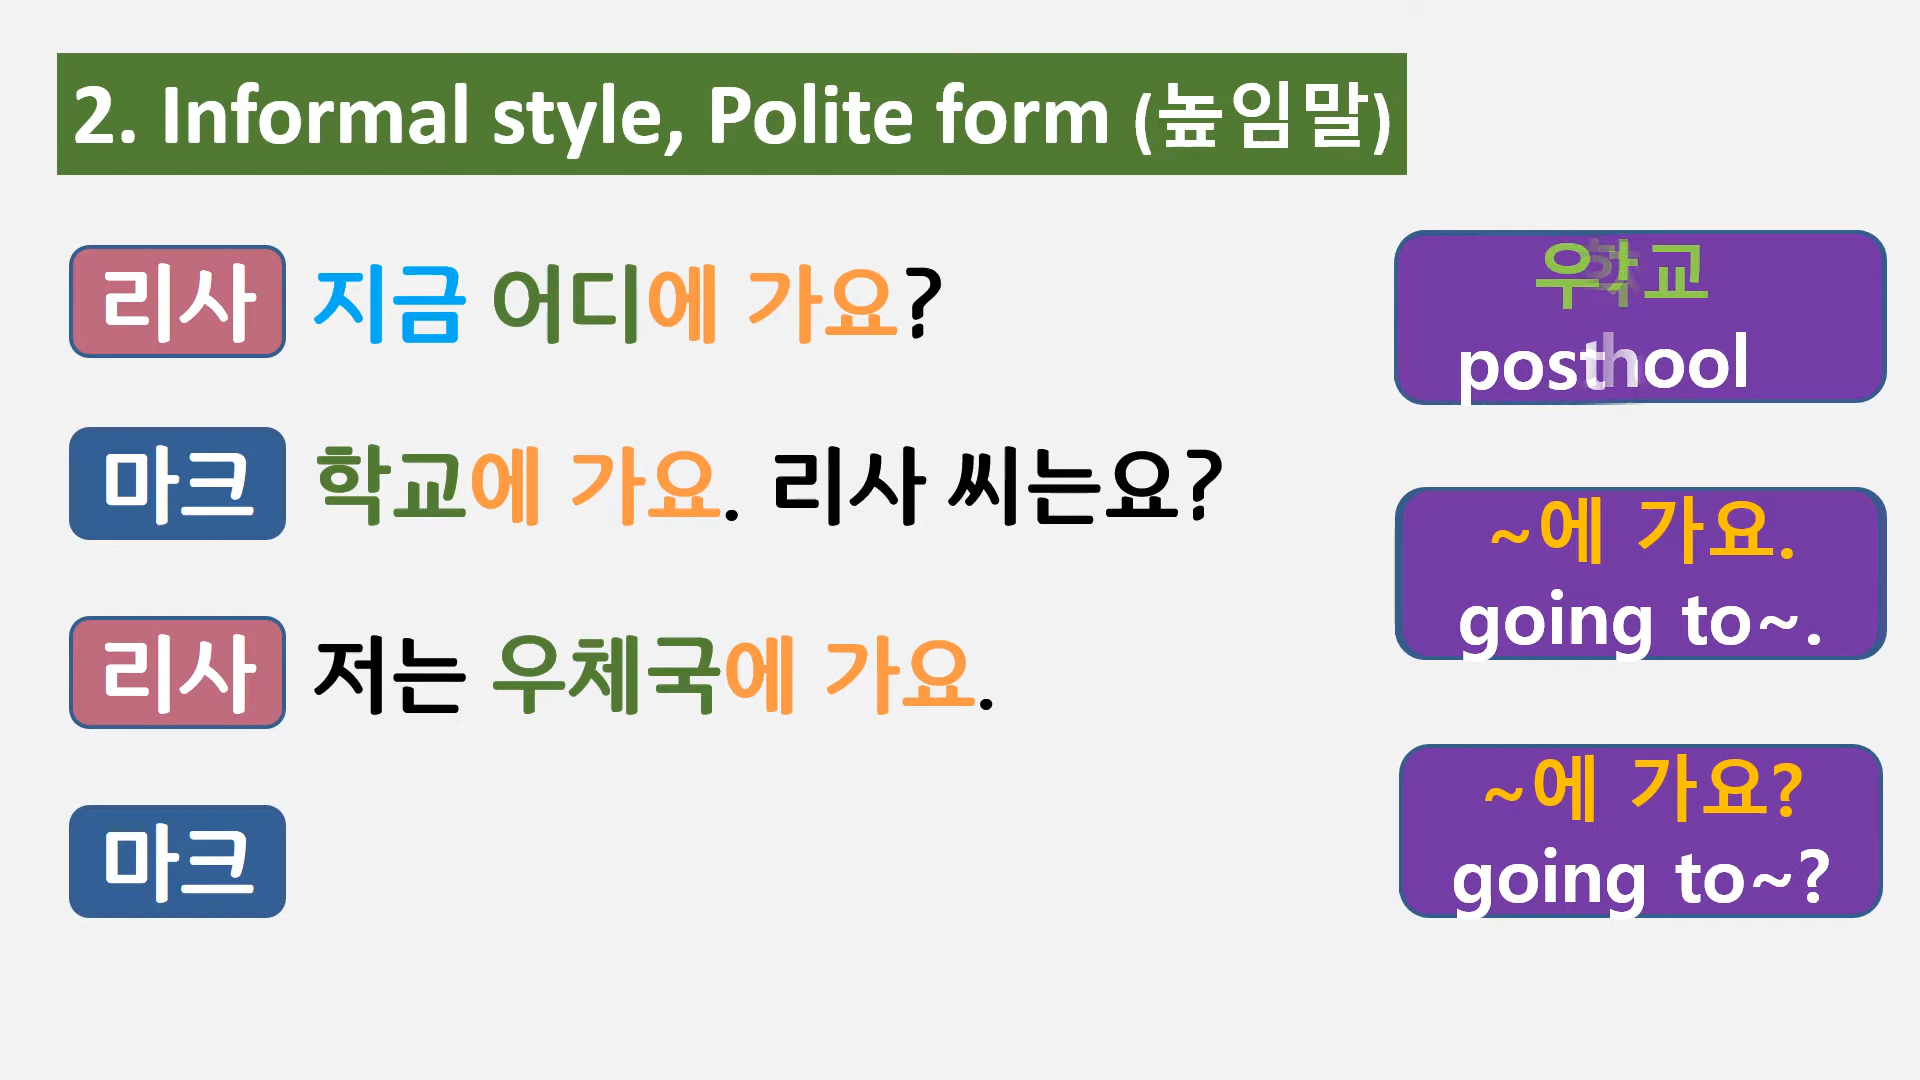 2. Informal style, Polite form (높임말)
리사 지금 어디에 가요?
마크 학교에 가요. 리사 씨는요?
리사 저는 우체국에 가요.
마크
~에 가요.
going to~.
~에 가요?
going to~?